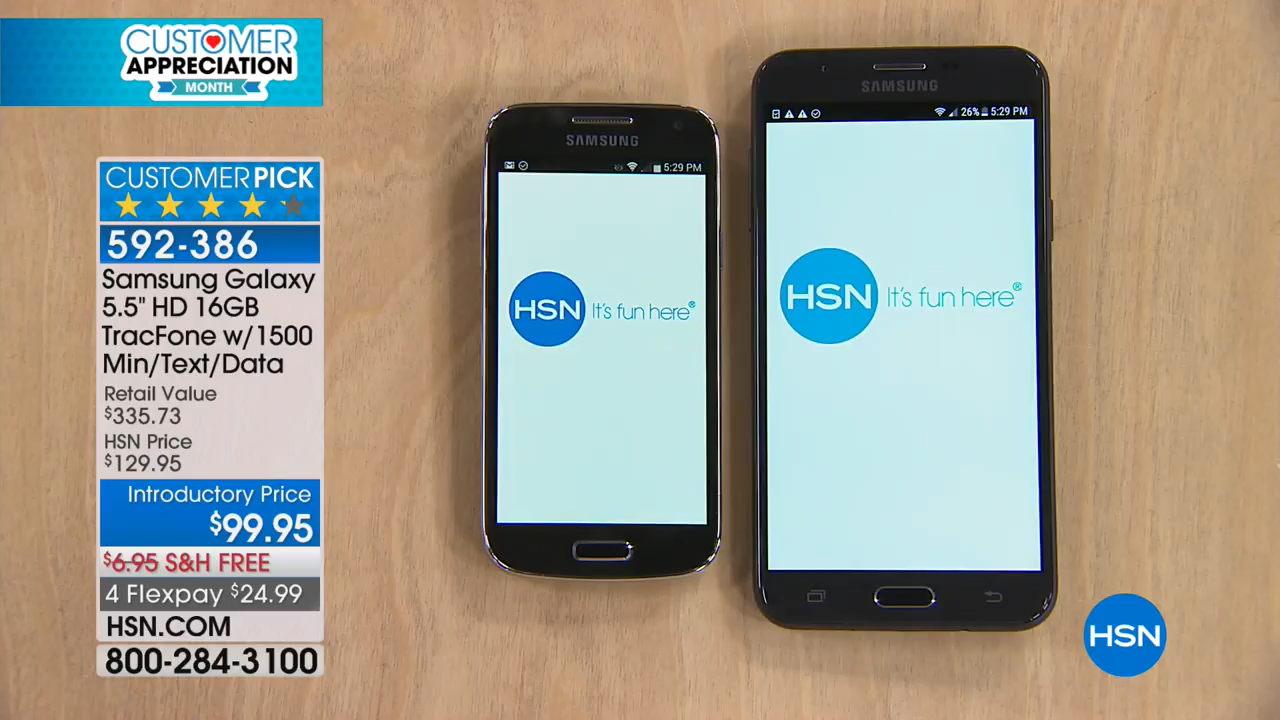 CUSTOMER
APPRECIATION
MONTH
CUSTOMER PICK
592-386
Samsung Galaxy
5.5" HD 16GB
TracFone w/1500
Min/Text/Data
Retail Value
$335.73
HSN Price
$129.95
Introductory Price
$99.95
$6.95 S&H FREE
4 Flexpay $24.99
HSN.COM
800-284-3100
SAMSUNG
5:29 PM
HSN It's fun here®
SAMSUNG
26% 5:29 PM
HSN It's fun here®
HSN